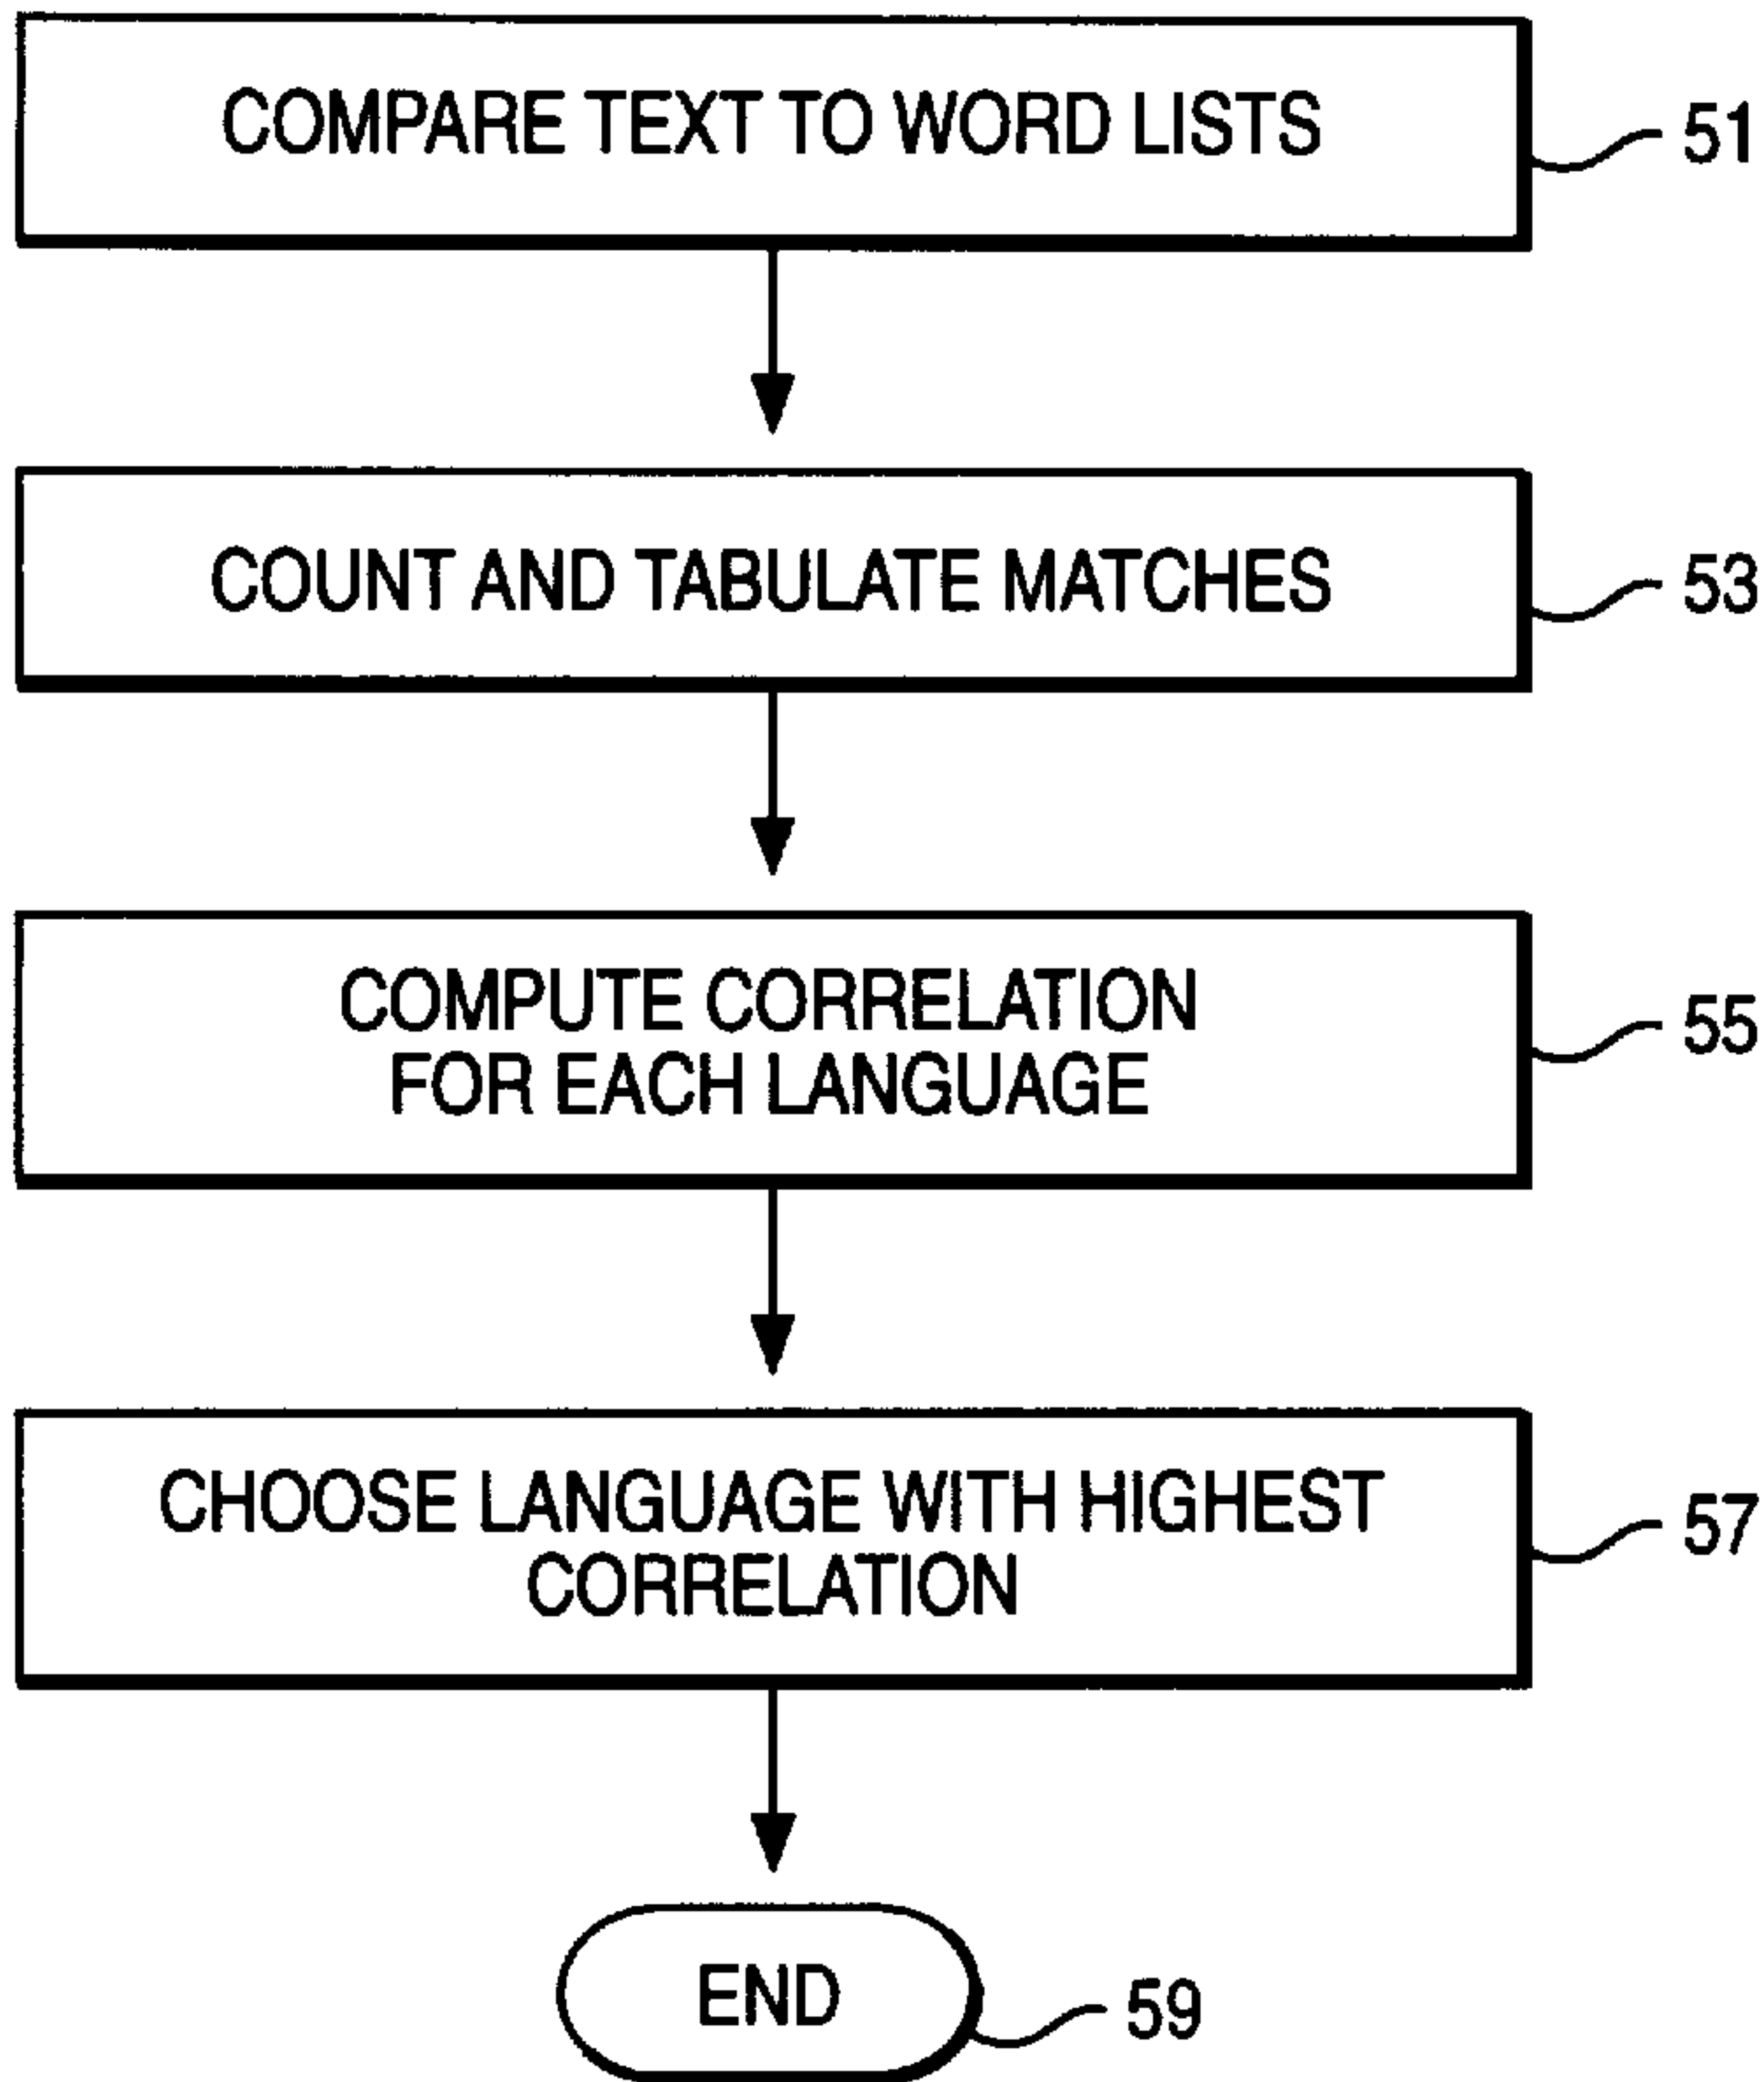 COMPARE TEXT TO WORD LISTS
51
COUNT AND TABULATE MATCHES
53
COMPUTE CORRELATION
FOR EACH LANGUAGE
55
CHOOSE LANGUAGE WITH HIGHEST
CORRELATION
57
END
59